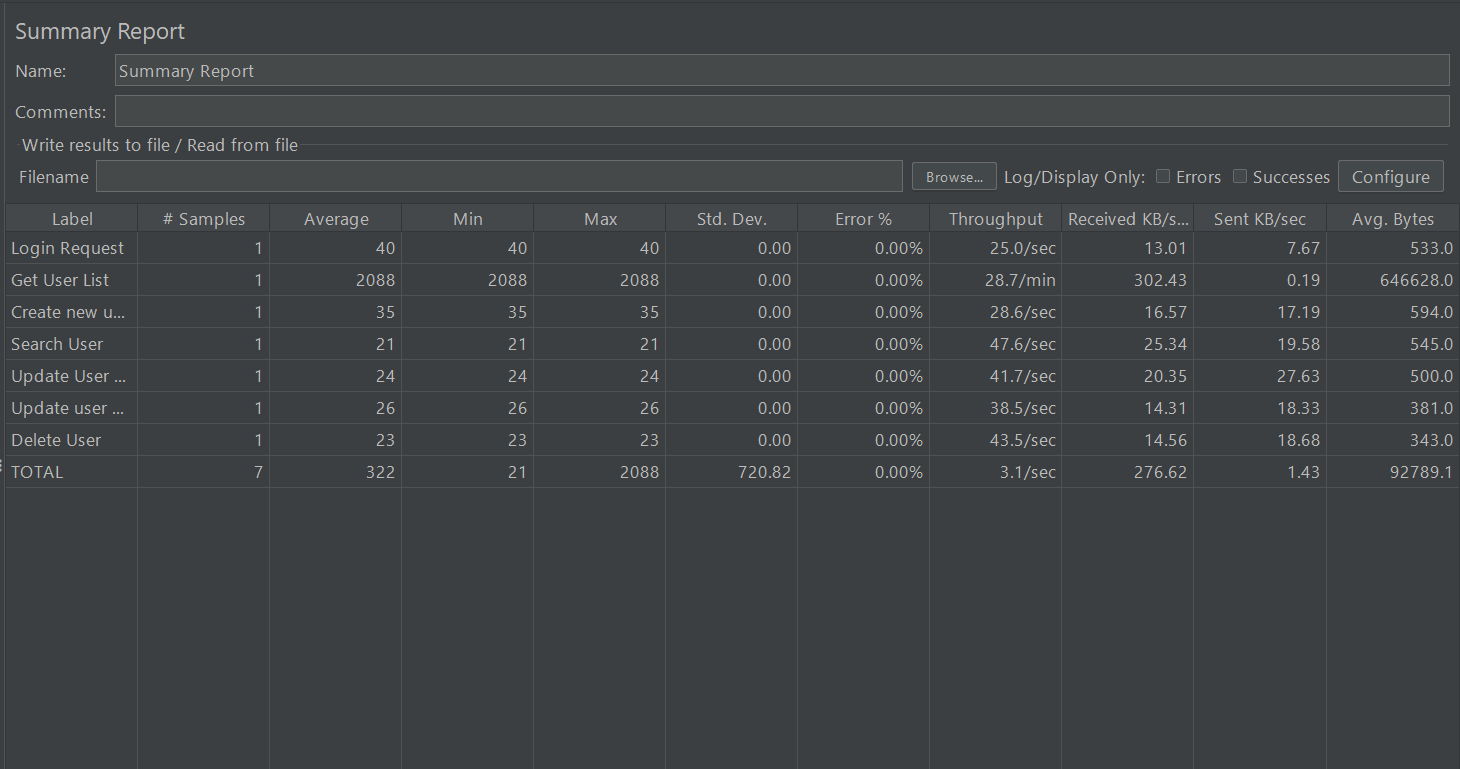 Summary Report
Name: Summary Report
Comments:
Write results to file / Read from file
Filename Browse... Log/Display Only: Errors Successes Configure
Label # Samples Average Min Max Std. Dev. Error % Throughput Received KB/s... Sent KB/sec Avg. Bytes
Login Request 1 40 40 40 0.00 0.00% 25.0/sec 13.01 7.67 533.0
Get User List 1 2088 2088 2088 0.00 0.00% 28.7/min 302.43 0.19 646628.0
Create new u... 1 35 35 35 0.00 0.00% 28.6/sec 16.57 17.19 594.0
Search User 1 21 21 21 0.00 0.00% 47.6/sec 25.34 19.58 545.0
Update User ... 1 24 24 24 0.00 0.00% 41.7/sec 20.35 27.63 500.0
Update user ... 1 26 26 26 0.00 0.00% 38.5/sec 14.31 18.33 381.0
Delete User 1 23 23 23 0.00 0.00% 43.5/sec 14.56 18.68 343.0
TOTAL 7 322 21 2088 720.82 0.00% 3.1/sec 276.62 1.43 92789.1